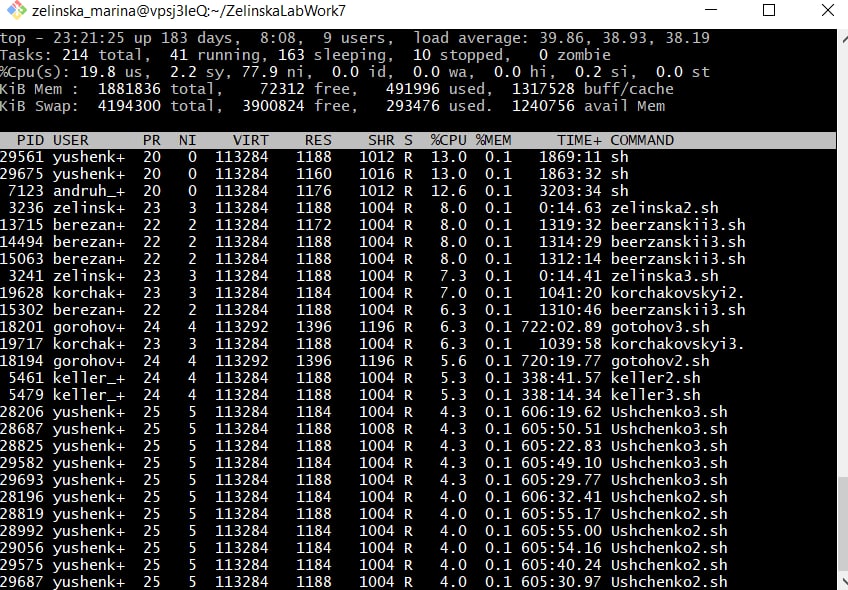 zelinska_marina@vpsj3IeQ:~/ZelinskaLabWork7
top - 23:21:25 up 183 days,  8:08,  9 users,  load average: 39.86, 38.93, 38.19
Tasks: 214 total,  41 running, 163 sleeping,  10 stopped,   0 zombie
%Cpu(s): 19.8 us,  2.2 sy, 77.9 ni,  0.0 id,  0.0 wa,  0.0 hi,  0.2 si,  0.0 st
KiB Mem :  1881836 total,    72312 free,   491996 used,  1317528 buff/cache
KiB Swap:  4194300 total,  3900824 free,   293476 used.  1240756 avail Mem
PID USER PR NI VIRT RES SHR S %CPU %MEM TIME+ COMMAND
29561 yushenk+ 20 0 113284 1188 1012 R 13.0 0.1 1869:11 sh
29675 yushenk+ 20 0 113284 1160 1016 R 13.0 0.1 1863:32 sh
7123 andruh_+ 20 0 113284 1176 1012 R 12.6 0.1 3203:34 sh
3236 zelinsk+ 23 3 113284 1188 1004 R 8.0 0.1 0:14.63 zelinska2.sh
13715 berezan+ 22 2 113284 1172 1004 R 8.0 0.1 1319:32 beerzanskii3.sh
14494 berezan+ 22 2 113284 1188 1004 R 8.0 0.1 1314:29 beerzanskii3.sh
15063 berezan+ 22 2 113284 1188 1004 R 8.0 0.1 1312:14 beerzanskii3.sh
3241 zelinsk+ 23 3 113284 1188 1004 R 7.3 0.1 0:14.41 zelinska3.sh
19628 korchak+ 23 3 113284 1184 1004 R 7.0 0.1 1041:20 korchakovskyi2.
15302 berezan+ 22 2 113284 1188 1004 R 6.3 0.1 1310:46 beerzanskii3.sh
18201 gorohov+ 24 4 113292 1396 1196 R 6.3 0.1 722:02.89 gotohov3.sh
19717 korchak+ 23 3 113284 1188 1004 R 6.3 0.1 1039:58 korchakovskyi3.
18194 gorohov+ 24 4 113292 1396 1196 R 5.6 0.1 720:19.77 gotohov2.sh
5461 keller_+ 24 4 113284 1188 1004 R 5.3 0.1 338:41.57 keller2.sh
5479 keller_+ 24 4 113284 1188 1004 R 5.3 0.1 338:14.34 keller3.sh
28206 yushenk+ 25 5 113284 1184 1004 R 4.3 0.1 606:19.62 Ushchenko3.sh
28687 yushenk+ 25 5 113284 1188 1008 R 4.3 0.1 605:50.51 Ushchenko3.sh
28825 yushenk+ 25 5 113284 1188 1004 R 4.3 0.1 605:22.83 Ushchenko3.sh
29582 yushenk+ 25 5 113284 1184 1004 R 4.3 0.1 605:49.10 Ushchenko3.sh
29693 yushenk+ 25 5 113284 1188 1004 R 4.3 0.1 605:29.77 Ushchenko3.sh
28196 yushenk+ 25 5 113284 1184 1004 R 4.0 0.1 606:32.41 Ushchenko2.sh
28819 yushenk+ 25 5 113284 1188 1004 R 4.0 0.1 605:55.17 Ushchenko2.sh
28992 yushenk+ 25 5 113284 1184 1004 R 4.0 0.1 605:55.00 Ushchenko2.sh
29056 yushenk+ 25 5 113284 1184 1004 R 4.0 0.1 605:54.16 Ushchenko2.sh
29575 yushenk+ 25 5 113284 1184 1004 R 4.0 0.1 605:40.24 Ushchenko2.sh
29687 yushenk+ 25 5 113284 1188 1004 R 4.0 0.1 605:30.97 Ushchenko2.sh